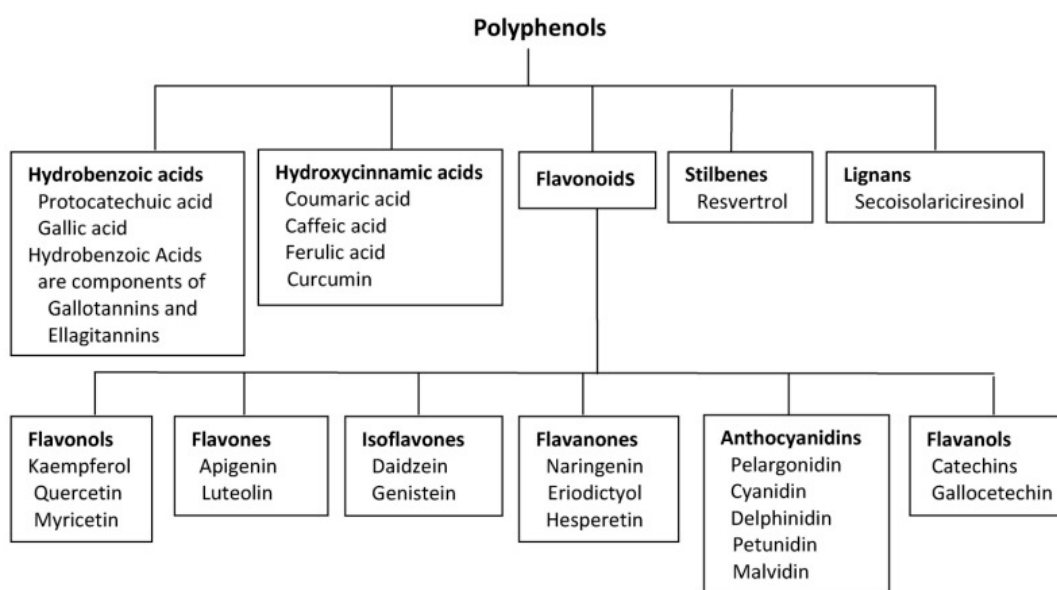 Polyphenols
Hydrobenzoic acids
Protocatechuic acid
Gallic acid
Hydrobenzoic Acids
are components of
Gallotannins and
Ellagitannins
Hydroxycinnamic acids
Coumaric acid
Caffeic acid
Ferulic acid
Curcumin
Flavonoids
Stilbenes
Resvertrol
Lignans
Secoisolariciresinol
Flavonols
Kaempferol
Quercetin
Myricetin
Flavones
Apigenin
Luteolin
Isoflavones
Daidzein
Genistein
Flavanones
Naringenin
Eriodictyol
Hesperetin
Anthocyanidins
Pelargonidin
Cyanidin
Delphinidin
Petunidin
Malvidin
Flavanols
Catechins
Gallocetechin